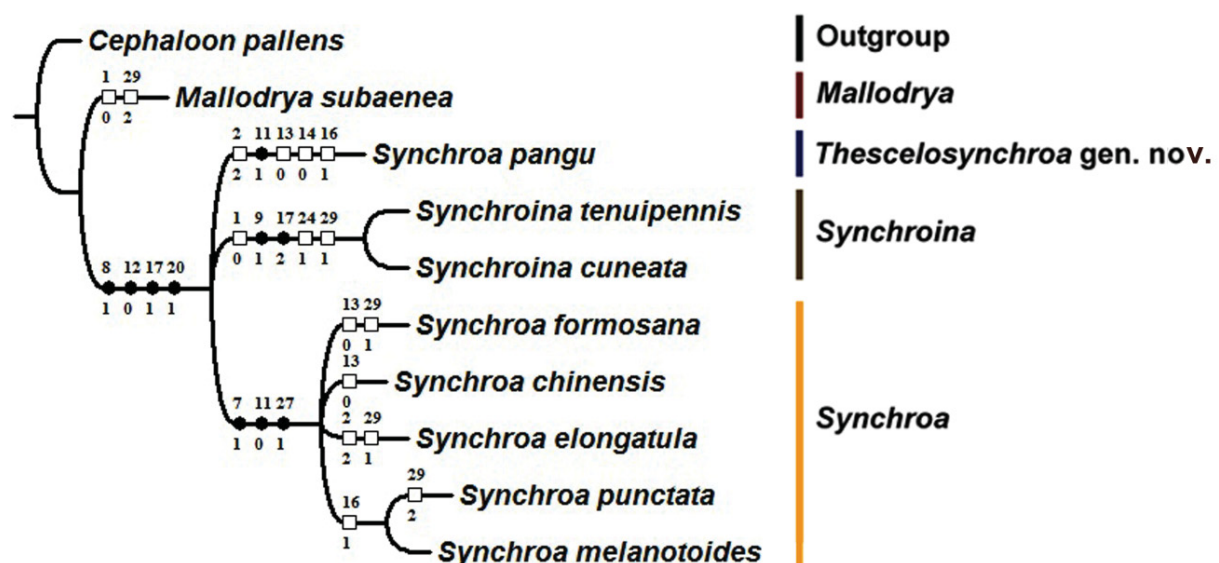 Cephaloon pallens
Outgroup
1 29
0 2
Mallodrya subaenea
Mallodrya
2 11 13 14 16
2 1 0 0 1
Synchroa pangu
Thescelosynchroa gen. nov.
1 9 17 24 29
0 1 2 1 1
Synchroina tenuipennis
Synchroina cuneata
Synchroina
8 12 17 20
1 0 1 1
13 29
0 1
Synchroa formosana
13
0
Synchroa chinensis
7 11 27
1 0 1
2 29
2 1
Synchroa elongatula
Synchroa
29
2
Synchroa punctata
16
1
Synchroa melanotoides